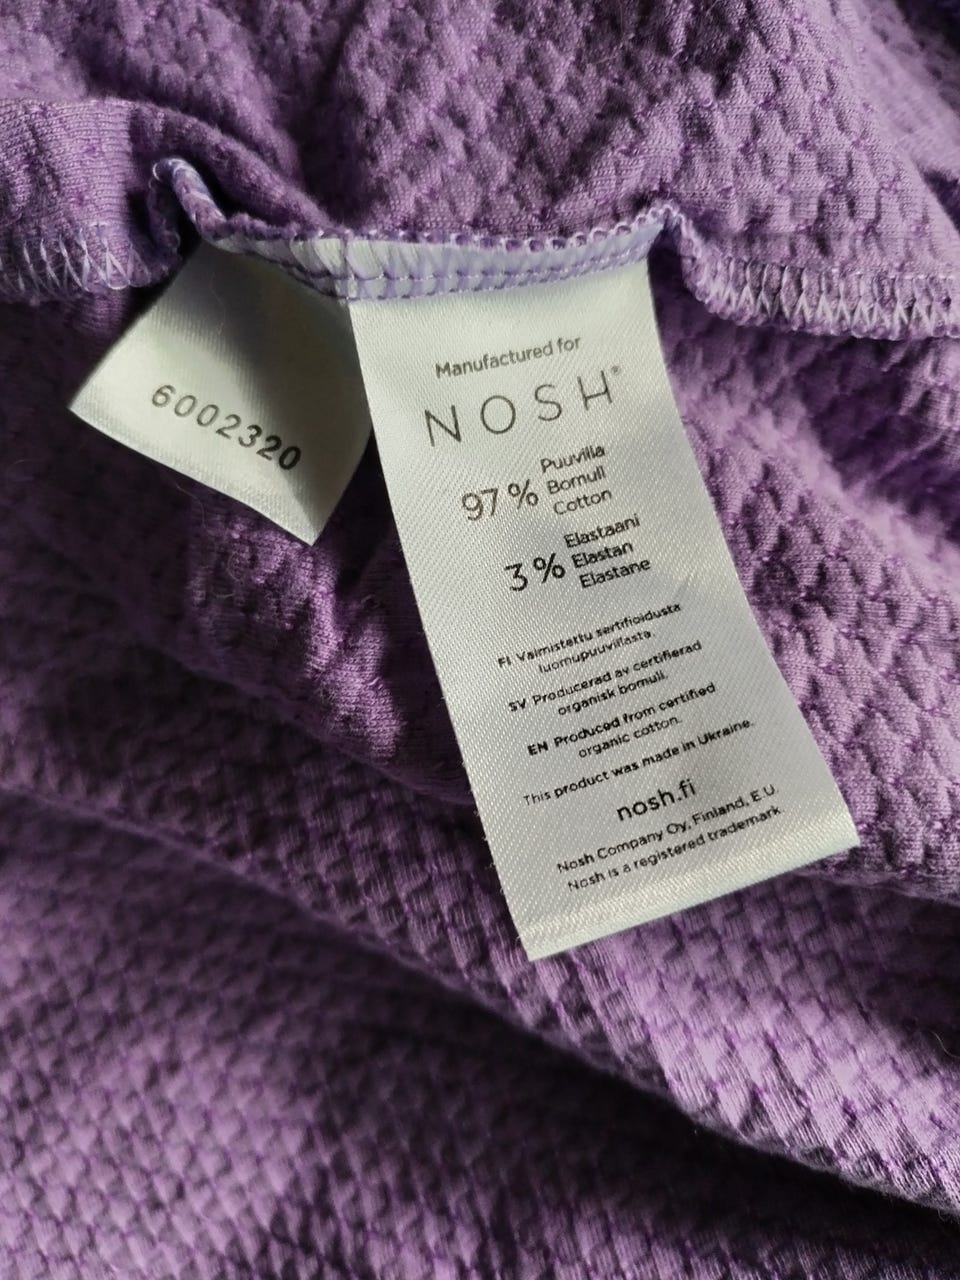 6002320
Manufactured for
NOSH®
97% Puuvilla
Bomull
Cotton
3% Elastaani
Elastan
Elastane
FI Valmistettu sertifioidusta
luomupuuvillasta.
SV Producerad av certifierad
organisk bomull.
EN Produced from certified
organic cotton.
This product was made in Ukraine.
nosh.fi
Nosh Company Oy, Finland, E.U.
Nosh is a registered trademark